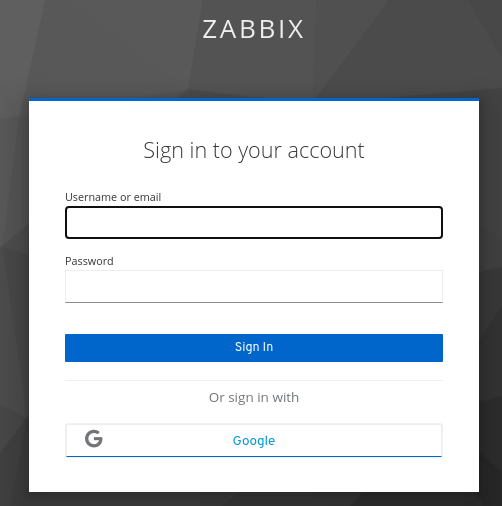 ZABBIX
Sign in to your account
Username or email
Password
Sign In
Or sign in with
Google